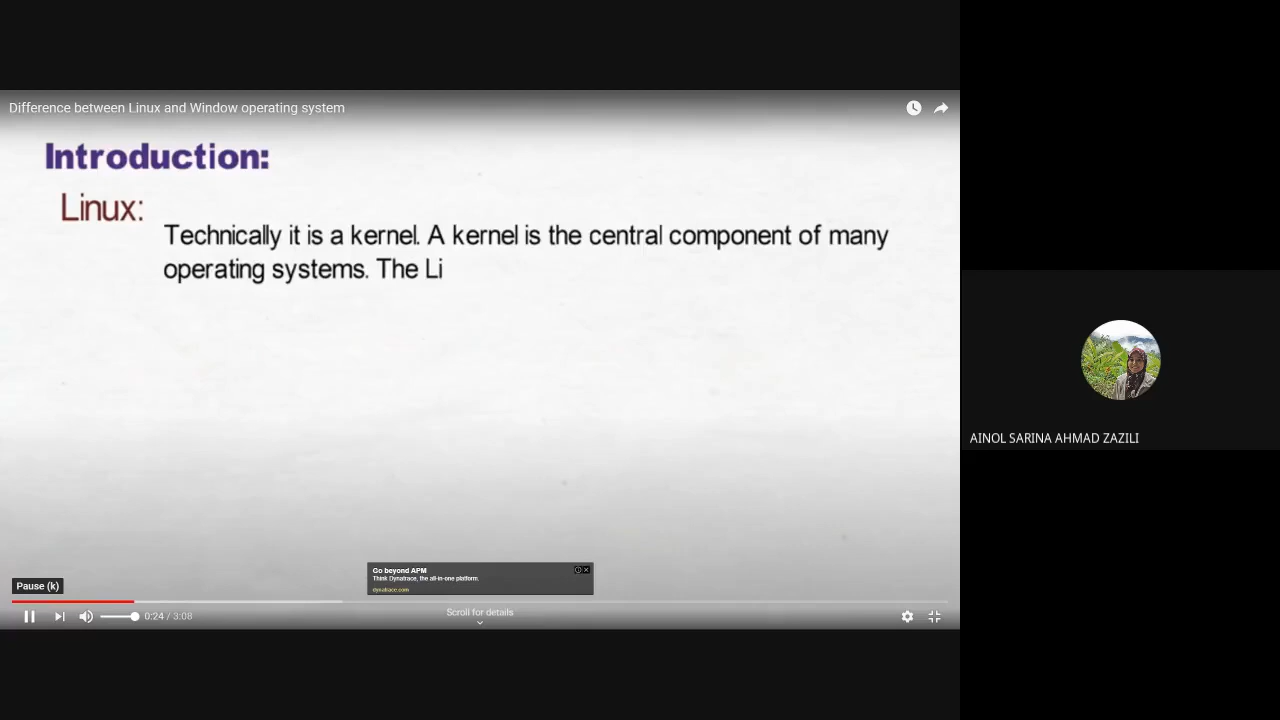 Difference between Linux and Window operating system
Introduction:
Linux:
Technically it is a kernel. A kernel is the central component of many
operating systems. The Li
AINOL SARINA AHMAD ZAZILI
Go beyond APM
Think Dynatrace, the all-in-one platform.
dynatrace.com
Pause (k)
Scroll for details
0:24 / 3:08